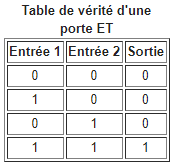 Table de vérité d'une
porte ET
Entrée 1 Entrée 2 Sortie
0 0 0
1 0 0
0 1 0
1 1 1